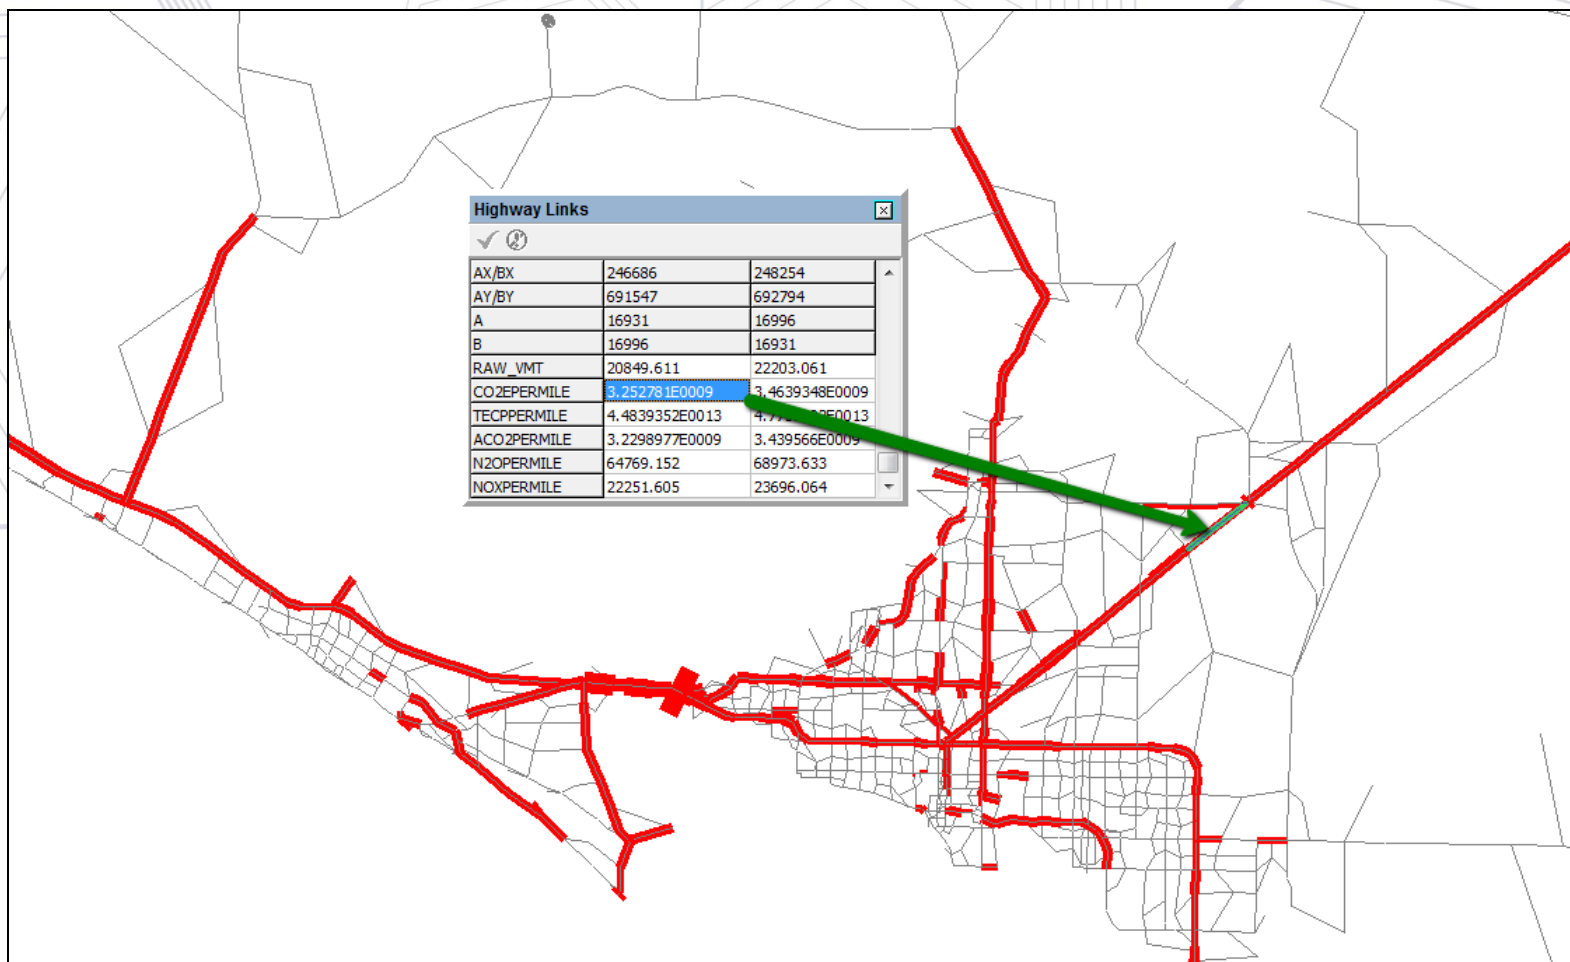 Highway Links
AX/BX 246686 248254
AY/BY 691547 692794
A 16931 16996
B 16996 16931
RAW_VMT 20849.611 22203.061
CO2EPERMILE 3.252781E0009 3.4639348E0009
TECPPERMILE 4.4839352E0013
ACO2PERMILE 3.2298977E0009 3.439566E0009
N2OPERMILE 64769.152 68973.633
NOXPERMILE 22251.605 23696.064